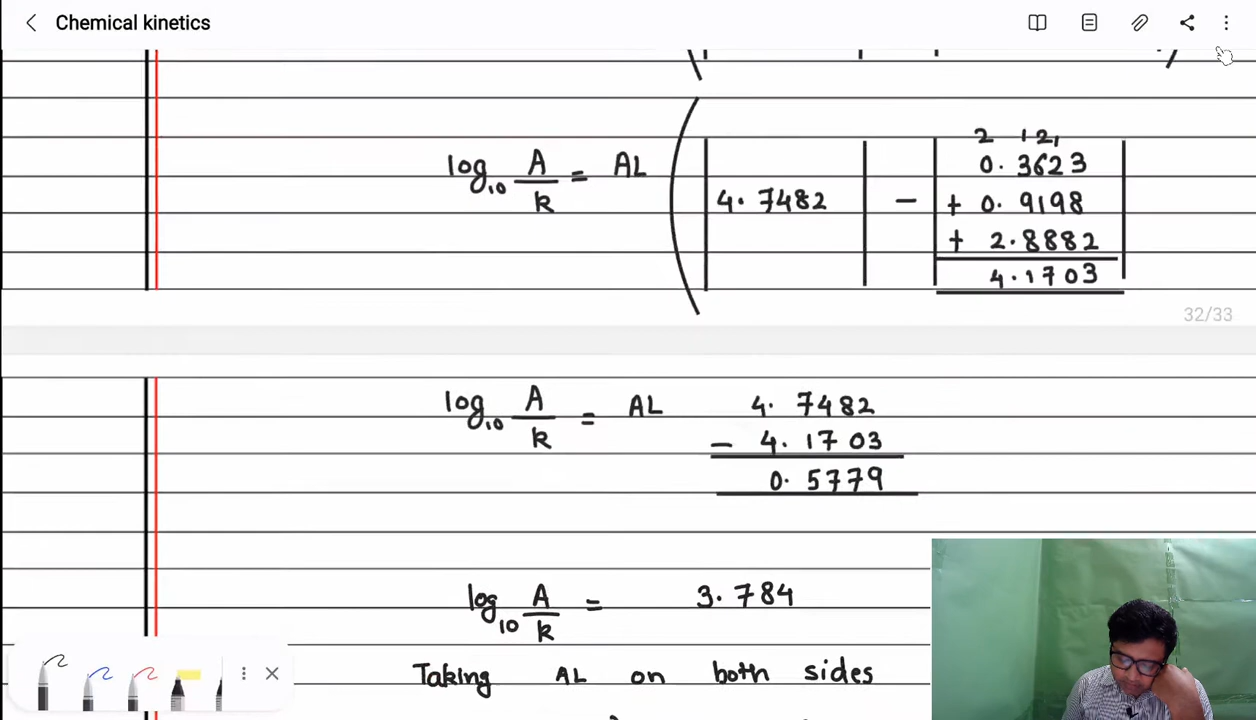 Chemical kinetics
2 1 2 1
log10 A/k = AL ( | 4.7482 | - | 0.3623
+ 0.9198
+ 2.8882
4.1703 |
32/33
log10 A/k = AL 4.7482
- 4.1703
0.5779
log10 A/k = 3.784
Taking AL on both sides